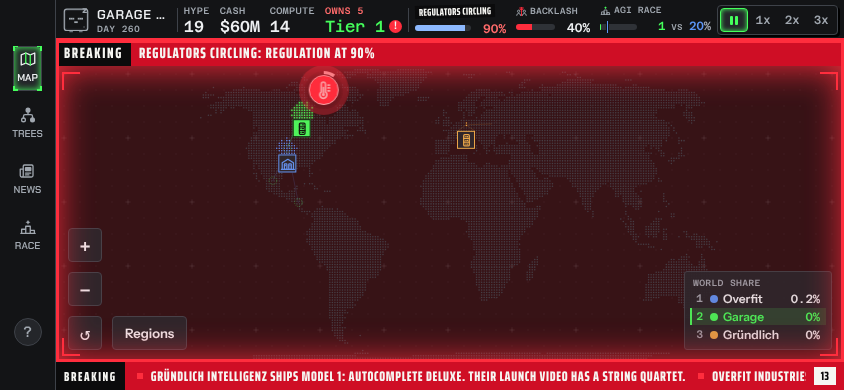 GARAGE ...
DAY 260
HYPE
19
CASH
$60M
COMPUTE
14
OWNS 5
Tier 1 !
REGULATORS CIRCLING
90%
BACKLASH
40%
AGI RACE
1 vs 20%
1x
2x
3x
BREAKING
REGULATORS CIRCLING: REGULATION AT 90%
MAP
TREES
NEWS
RACE
?
+
−
↺
Regions
WORLD SHARE
1 Overfit 0.2%
2 Garage 0%
3 Gründlich 0%
BREAKING
GRÜNDLICH INTELLIGENZ SHIPS MODEL 1: AUTOCOMPLETE DELUXE. THEIR LAUNCH VIDEO HAS A STRING QUARTET.
OVERFIT INDUSTRIE
13